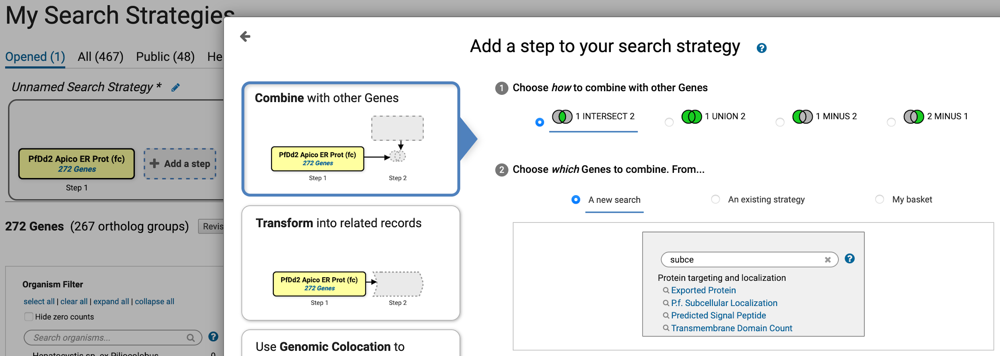 My Search Strategies
Opened (1) All (467) Public (48) He
Unnamed Search Strategy *
PfDd2 Apico ER Prot (fc)
272 Genes
Step 1
Add a step
272 Genes (267 ortholog groups) Revis
Organism Filter
select all | clear all | expand all | collapse all
Hide zero counts
Search organisms...
?
Hepatocystis sp. ex Piliocolobus 0
Add a step to your search strategy ?
Combine with other Genes
PfDd2 Apico ER Prot (fc)
272 Genes
Step 1 Step 2
Transform into related records
PfDd2 Apico ER Prot (fc)
272 Genes
Step 1 Step 2
Use Genomic Colocation to
1 Choose how to combine with other Genes
1 INTERSECT 2 1 UNION 2 1 MINUS 2 2 MINUS 1
2 Choose which Genes to combine. From...
A new search An existing strategy My basket
subce ?
Protein targeting and localization
Exported Protein
P.f. Subcellular Localization
Predicted Signal Peptide
Transmembrane Domain Count